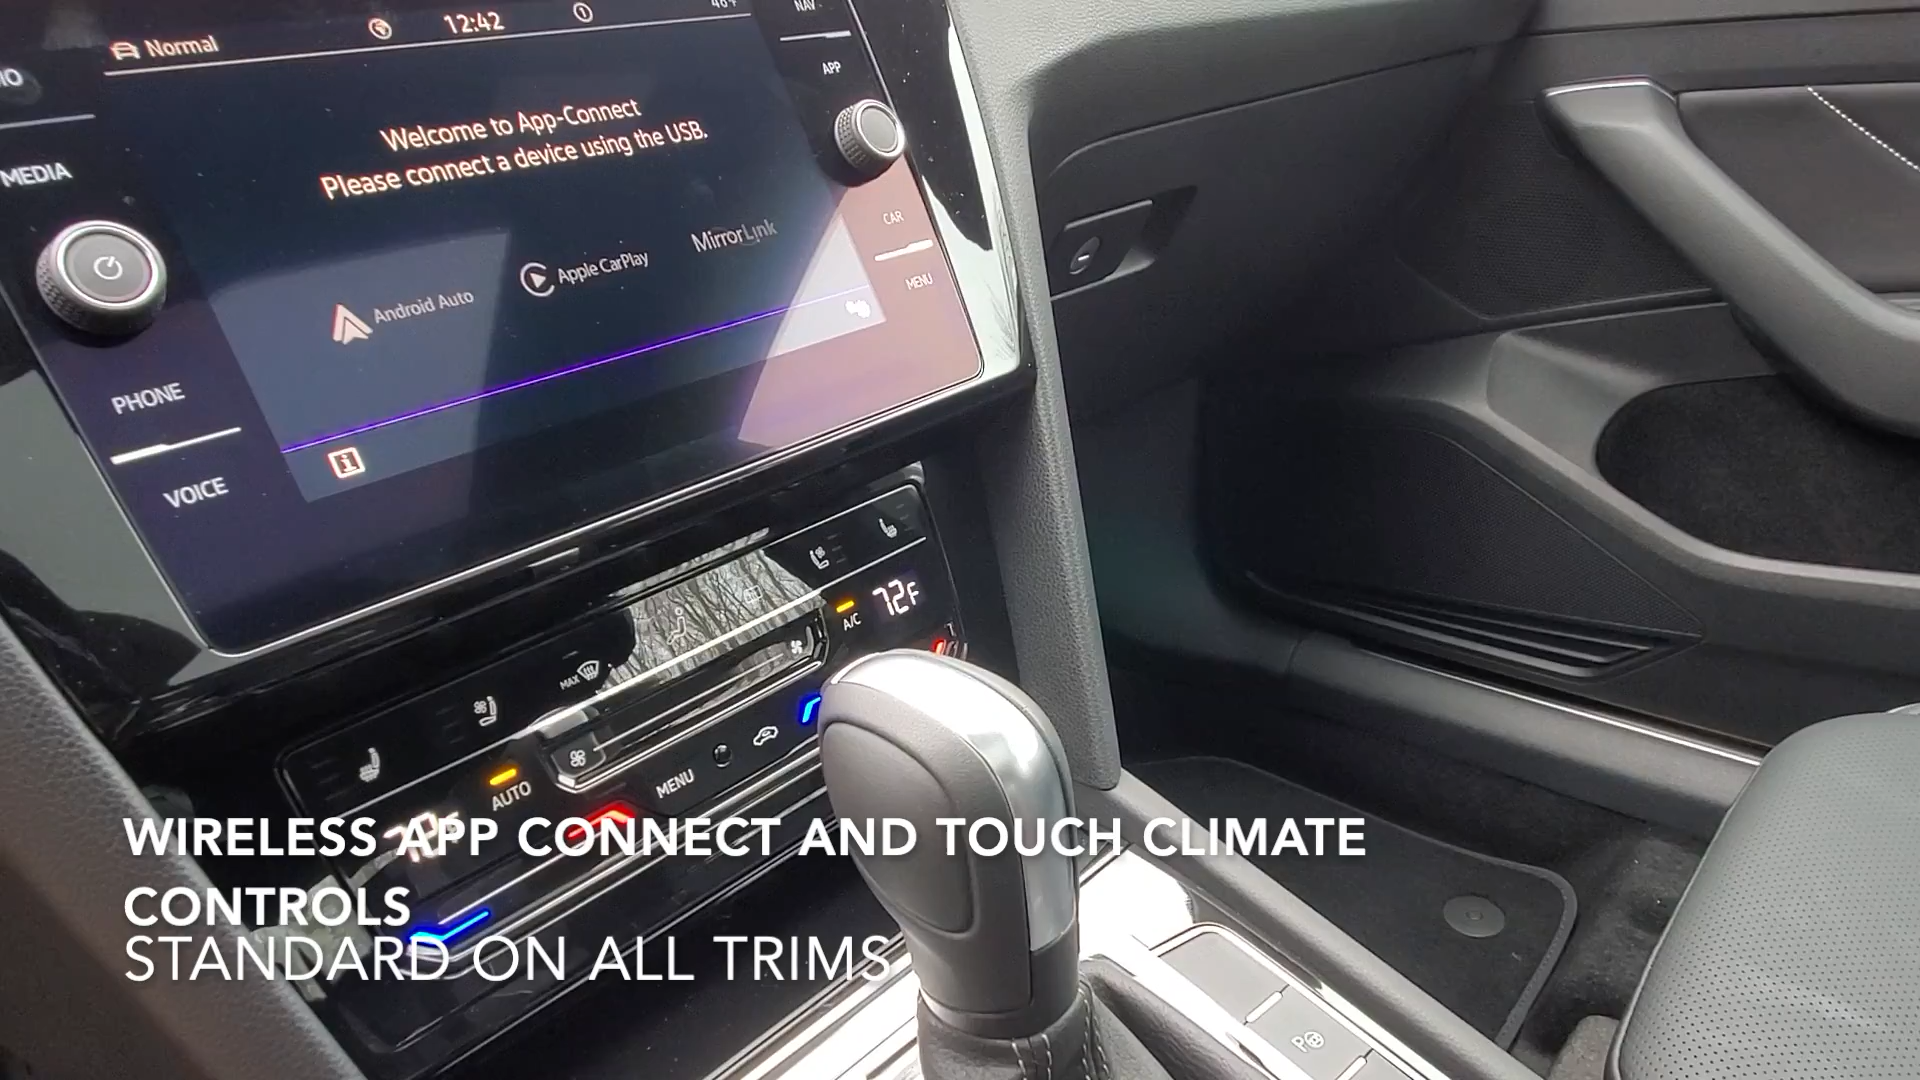 Normal
12:42
NAV
APP
MEDIA
Welcome to App-Connect
Please connect a device using the USB.
Android Auto
Apple CarPlay
MirrorLink
CAR
MENU
PHONE
VOICE
i
MAX
A/C
72F
AUTO
MENU
WIRELESS APP CONNECT AND TOUCH CLIMATE
CONTROLS
STANDARD ON ALL TRIMS
P